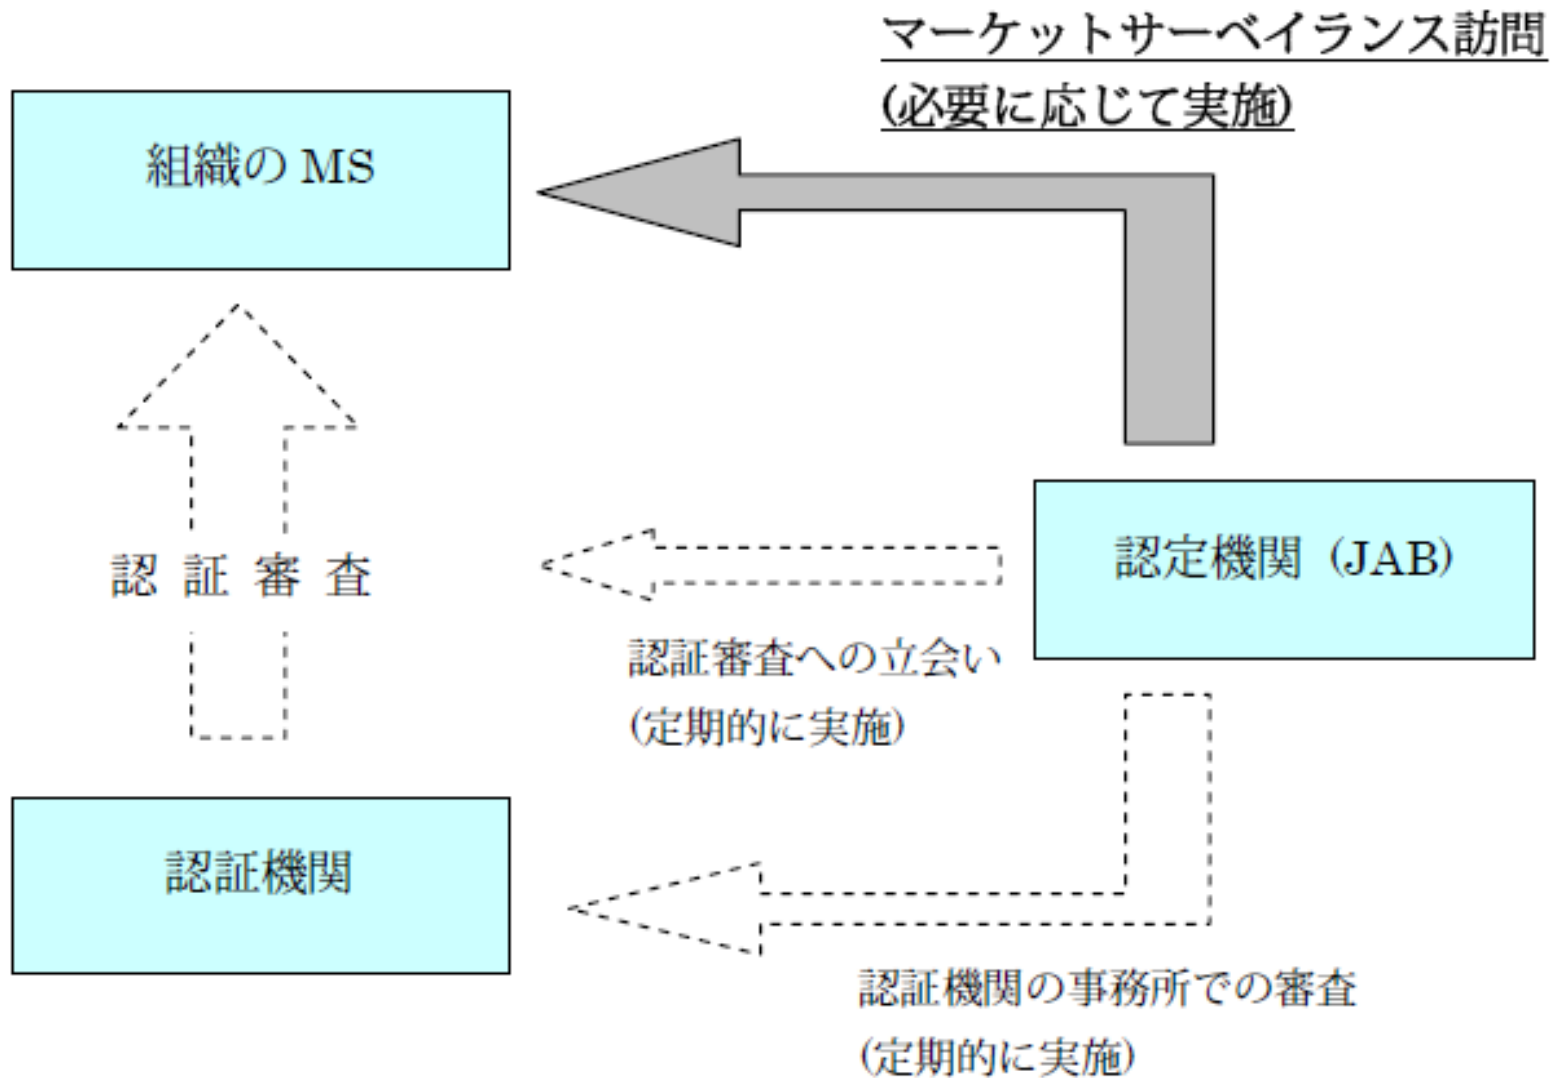 マーケットサーベイランス訪問
(必要に応じて実施)
組織の MS
認証審査
認定機関 (JAB)
認証審査への立会い
(定期的に実施)
認証機関
認証機関の事務所での審査
(定期的に実施)